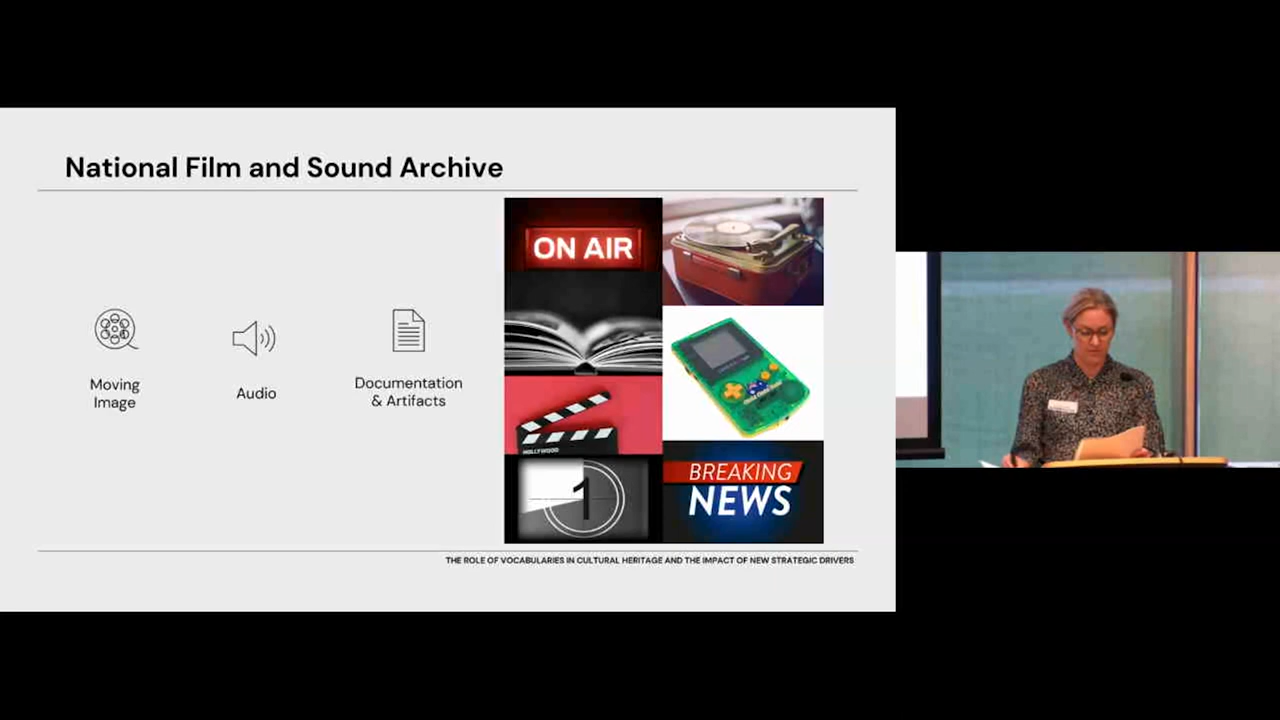 National Film and Sound Archive
Moving
Image
Audio
Documentation
& Artifacts
ON AIR
HOLLYWOOD
1
BREAKING
NEWS
THE ROLE OF VOCABULARIES IN CULTURAL HERITAGE AND THE IMPACT OF NEW STRATEGIC DRIVERS